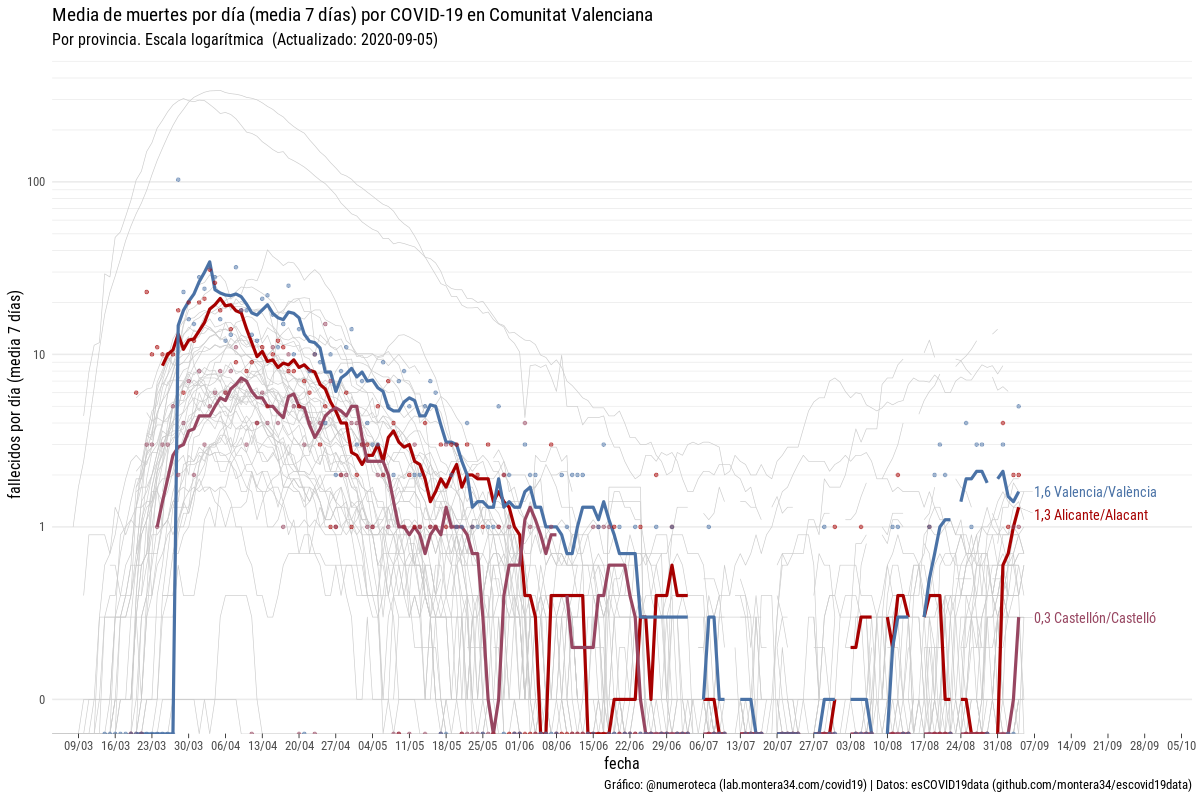 Media de muertes por día (media 7 días) por COVID-19 en Comunitat Valenciana
Por provincia. Escala logarítmica (Actualizado: 2020-09-05)
fallecidos por día (media 7 días)
100
10
1
0
1,6 Valencia/València
1,3 Alicante/Alacant
0,3 Castellón/Castelló
09/03 16/03 23/03 30/03 06/04 13/04 20/04 27/04 04/05 11/05 18/05 25/05 01/06 08/06 15/06 22/06 29/06 06/07 13/07 20/07 27/07 03/08 10/08 17/08 24/08 31/08 07/09 14/09 21/09 28/09 05/10
fecha
Gráfico: @numeroteca (lab.montera34.com/covid19) | Datos: esCOVID19data (github.com/montera34/escovid19data)